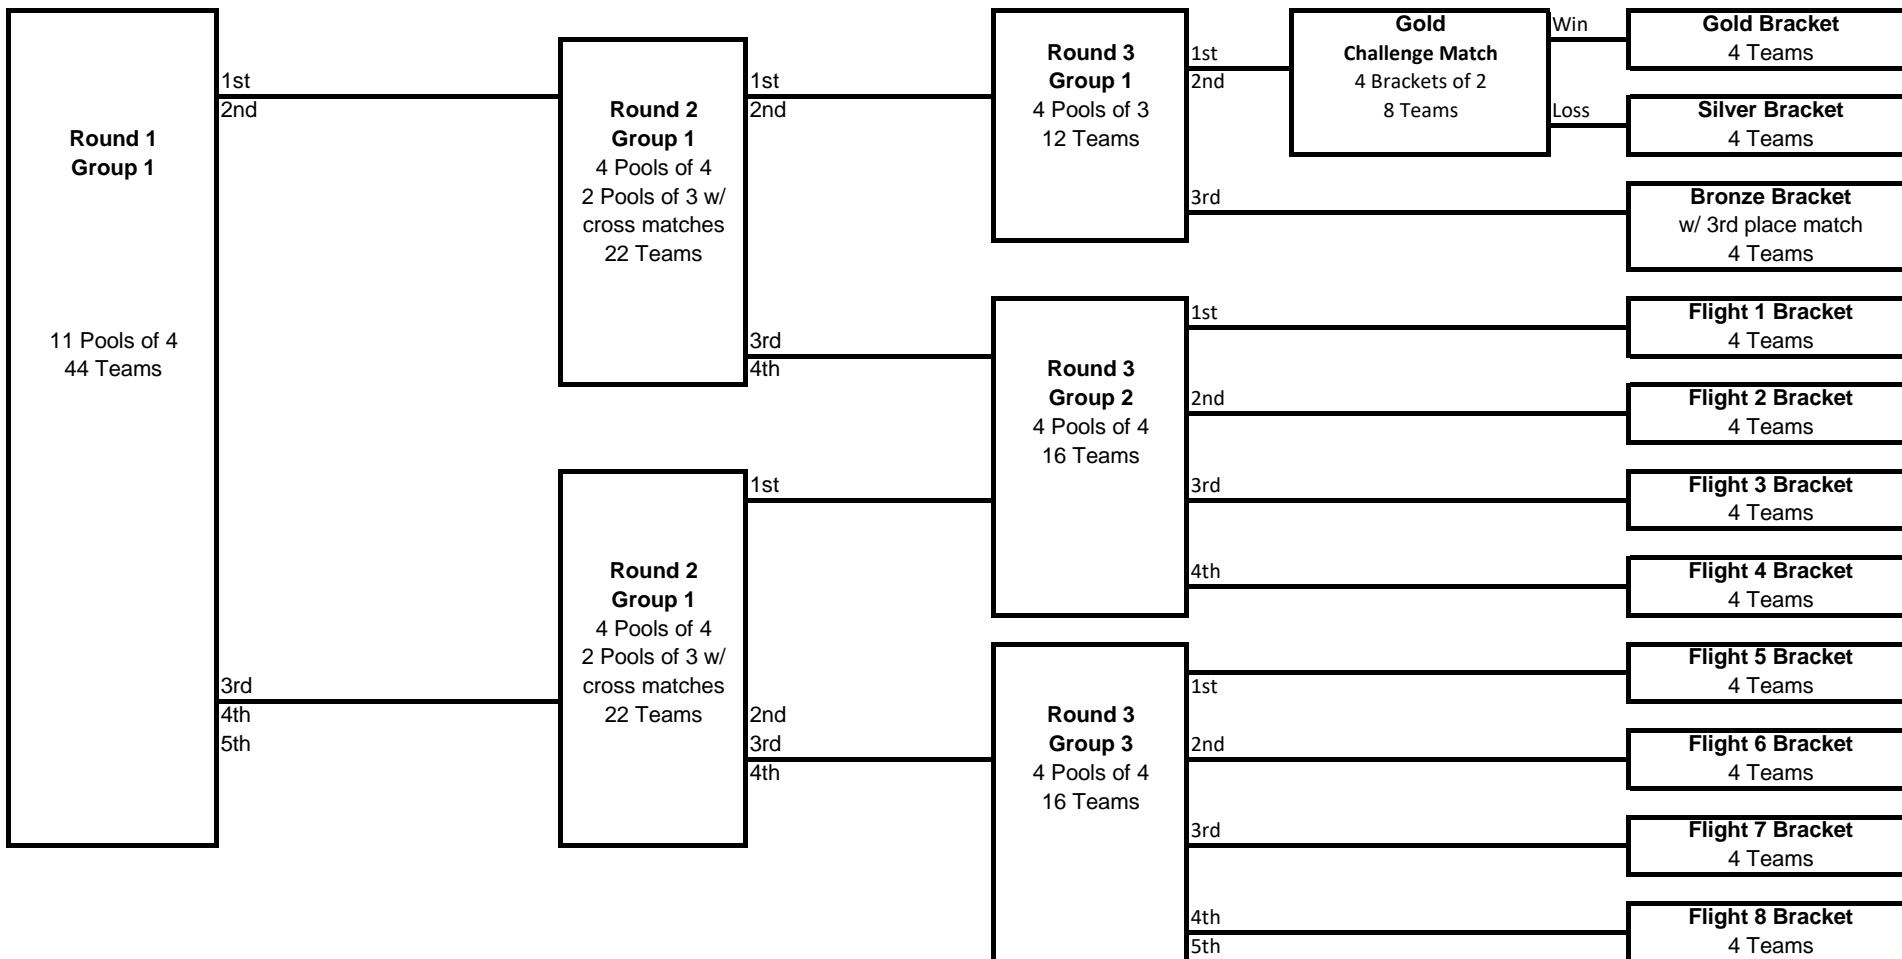 Round 1
Group 1
11 Pools of 4
44 Teams
1st
2nd
3rd
4th
5th
Round 2
Group 1
4 Pools of 4
2 Pools of 3 w/
cross matches
22 Teams
1st
2nd
3rd
4th
Round 2
Group 1
4 Pools of 4
2 Pools of 3 w/
cross matches
22 Teams
1st
2nd
3rd
4th
Round 3
Group 1
4 Pools of 3
12 Teams
1st
2nd
3rd
Round 3
Group 2
4 Pools of 4
16 Teams
1st
2nd
3rd
4th
Round 3
Group 3
4 Pools of 4
16 Teams
1st
2nd
3rd
4th
5th
Gold
Challenge Match
4 Brackets of 2
8 Teams
Win
Loss
Gold Bracket
4 Teams
Silver Bracket
4 Teams
Bronze Bracket
w/ 3rd place match
4 Teams
Flight 1 Bracket
4 Teams
Flight 2 Bracket
4 Teams
Flight 3 Bracket
4 Teams
Flight 4 Bracket
4 Teams
Flight 5 Bracket
4 Teams
Flight 6 Bracket
4 Teams
Flight 7 Bracket
4 Teams
Flight 8 Bracket
4 Teams